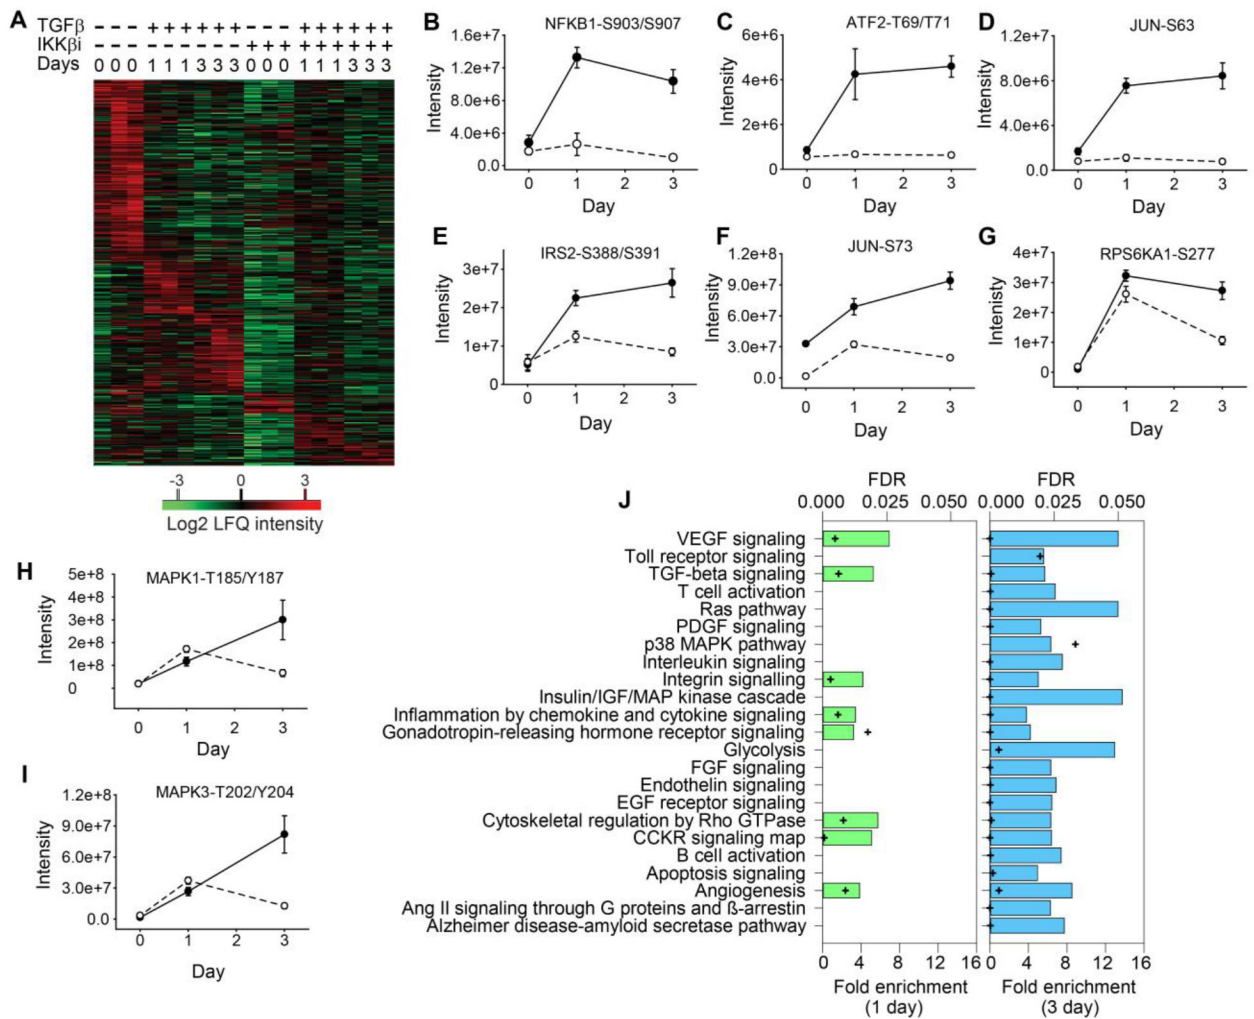 A
TGFβ - - - + + + + + + - - - + + + + + +
IKKβi - - - - - - - - - + + + + + + + + +
Days 0 0 0 1 1 1 3 3 3 0 0 0 1 1 1 3 3 3
-3 0 3
Log2 LFQ intensity
B
NFKB1-S903/S907
1.6e+7
1.2e+7
8.0e+6
4.0e+6
0.0
Intensity
0 1 2 3
Day
C
ATF2-T69/T71
6e+6
4e+6
2e+6
0
Intensity
0 1 2 3
Day
D
JUN-S63
1.2e+7
8.0e+6
4.0e+6
0.0
Intensity
0 1 2 3
Day
E
IRS2-S388/S391
3e+7
2e+7
1e+7
0
Intensity
0 1 2 3
Day
F
JUN-S73
1.2e+8
9.0e+7
6.0e+7
3.0e+7
0.0
Intensity
0 1 2 3
Day
G
RPS6KA1-S277
4e+7
3e+7
2e+7
1e+7
0
Intenisty
0 1 2 3
Day
H
MAPK1-T185/Y187
5e+8
4e+8
3e+8
2e+8
1e+8
0
Intensity
0 1 2 3
Day
I
MAPK3-T202/Y204
1.2e+8
9.0e+7
6.0e+7
3.0e+7
0.0
Intensity
0 1 2 3
Day
J
FDR
0.000 0.025 0.050
FDR
0.000 0.025 0.050
VEGF signaling
Toll receptor signaling
TGF-beta signaling
T cell activation
Ras pathway
PDGF signaling
p38 MAPK pathway
Interleukin signaling
Integrin signalling
Insulin/IGF/MAP kinase cascade
Inflammation by chemokine and cytokine signaling
Gonadotropin-releasing hormone receptor signaling
Glycolysis
FGF signaling
Endothelin signaling
EGF receptor signaling
Cytoskeletal regulation by Rho GTPase
CCKR signaling map
B cell activation
Apoptosis signaling
Angiogenesis
Ang II signaling through G proteins and ß-arrestin
Alzheimer disease-amyloid secretase pathway
0 4 8 12 16
Fold enrichment
(1 day)
0 4 8 12 16
Fold enrichment
(3 day)